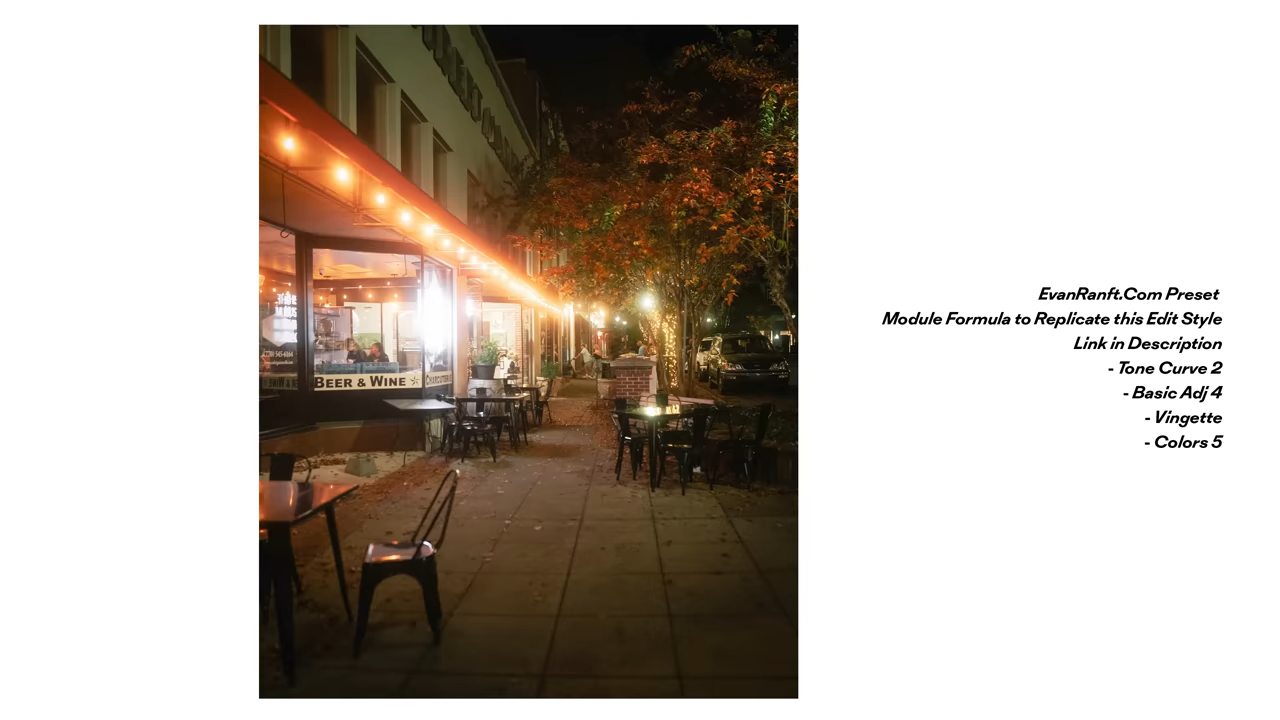 BEER & WINE
CHARCUTERIE
EvanRanft.Com Preset
Module Formula to Replicate this Edit Style
Link in Description
- Tone Curve 2
- Basic Adj 4
- Vingette
- Colors 5